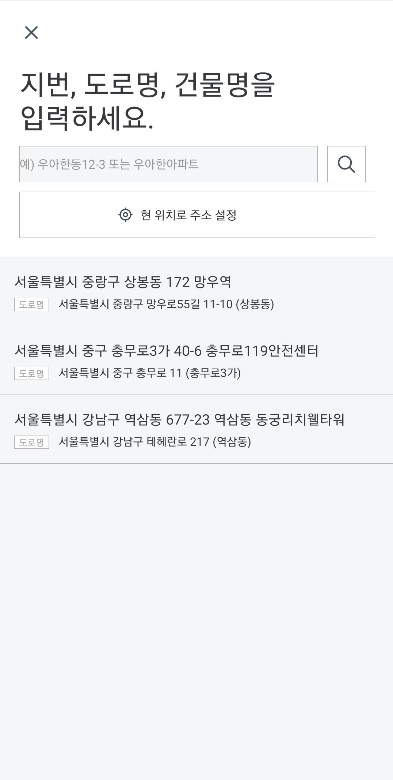 지번, 도로명, 건물명을
입력하세요.
예) 우아한동12-3 또는 우아한아파트
현 위치로 주소 설정
서울특별시 중랑구 상봉동 172 망우역
도로명 서울특별시 중랑구 망우로55길 11-10 (상봉동)
서울특별시 중구 충무로3가 40-6 충무로119안전센터
도로명 서울특별시 중구 충무로 11 (충무로3가)
서울특별시 강남구 역삼동 677-23 역삼동 동궁리치웰타워
도로명 서울특별시 강남구 테헤란로 217 (역삼동)